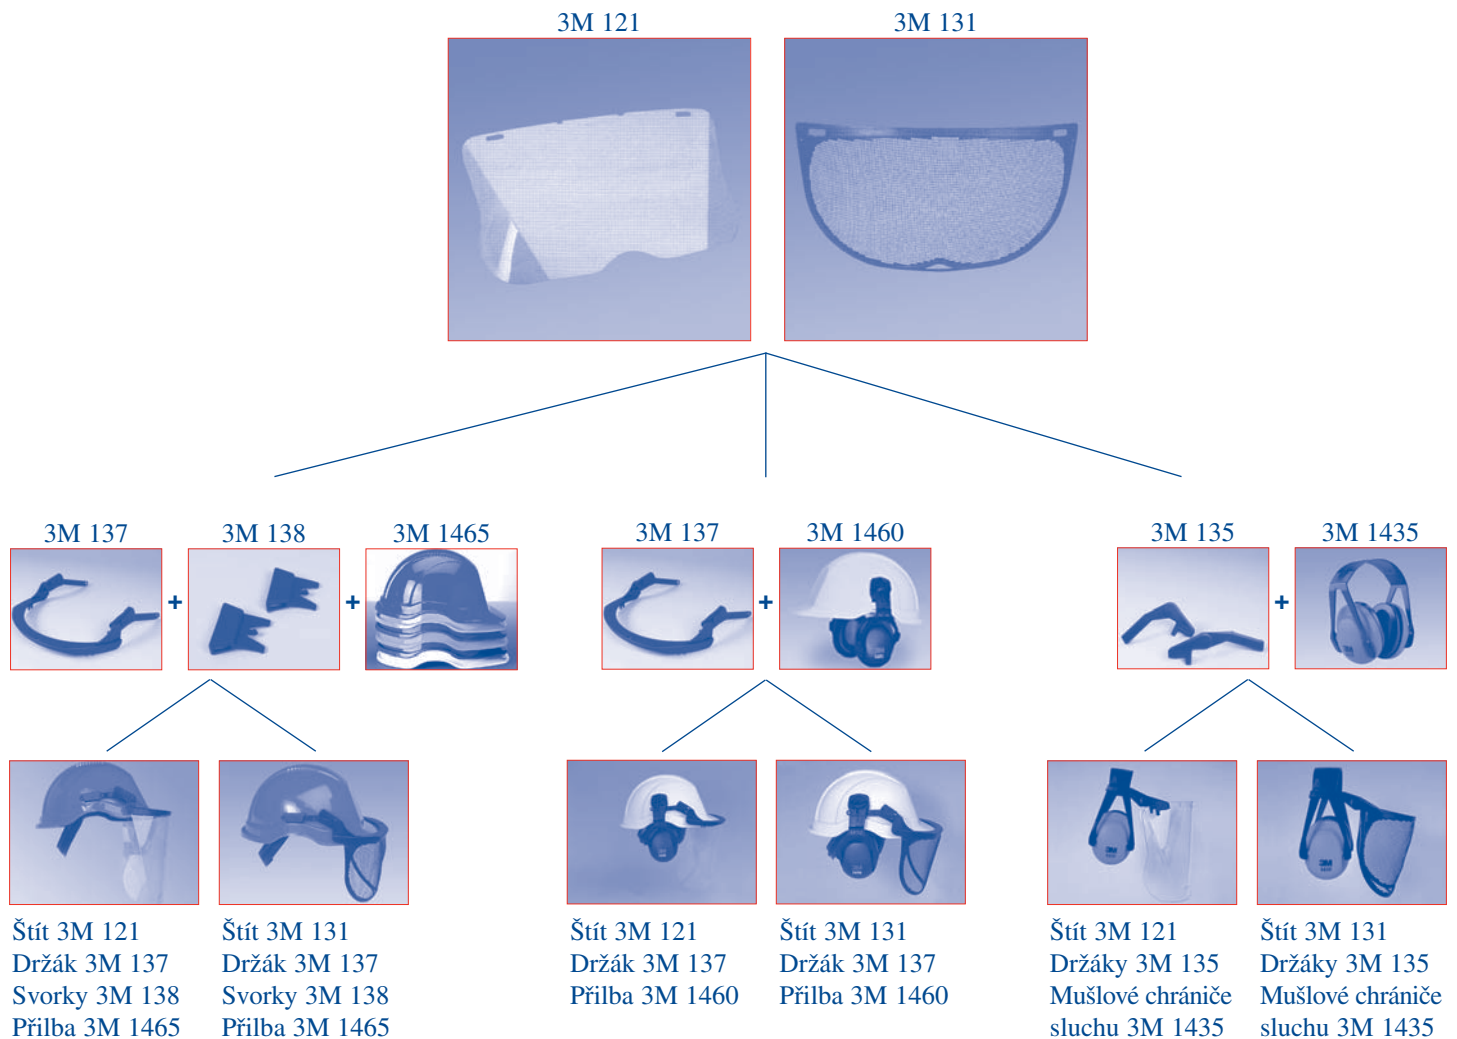 3M 121
3M 131
3M 137
+
3M 138
+
3M 1465
3M 137
+
3M 1460
3M 135
+
3M 1435
Štít 3M 121
Držák 3M 137
Svorky 3M 138
Přilba 3M 1465
Štít 3M 131
Držák 3M 137
Svorky 3M 138
Přilba 3M 1465
Štít 3M 121
Držák 3M 137
Přilba 3M 1460
Štít 3M 131
Držák 3M 137
Přilba 3M 1460
Štít 3M 121
Držáky 3M 135
Mušlové chrániče
sluchu 3M 1435
Štít 3M 131
Držáky 3M 135
Mušlové chrániče
sluchu 3M 1435